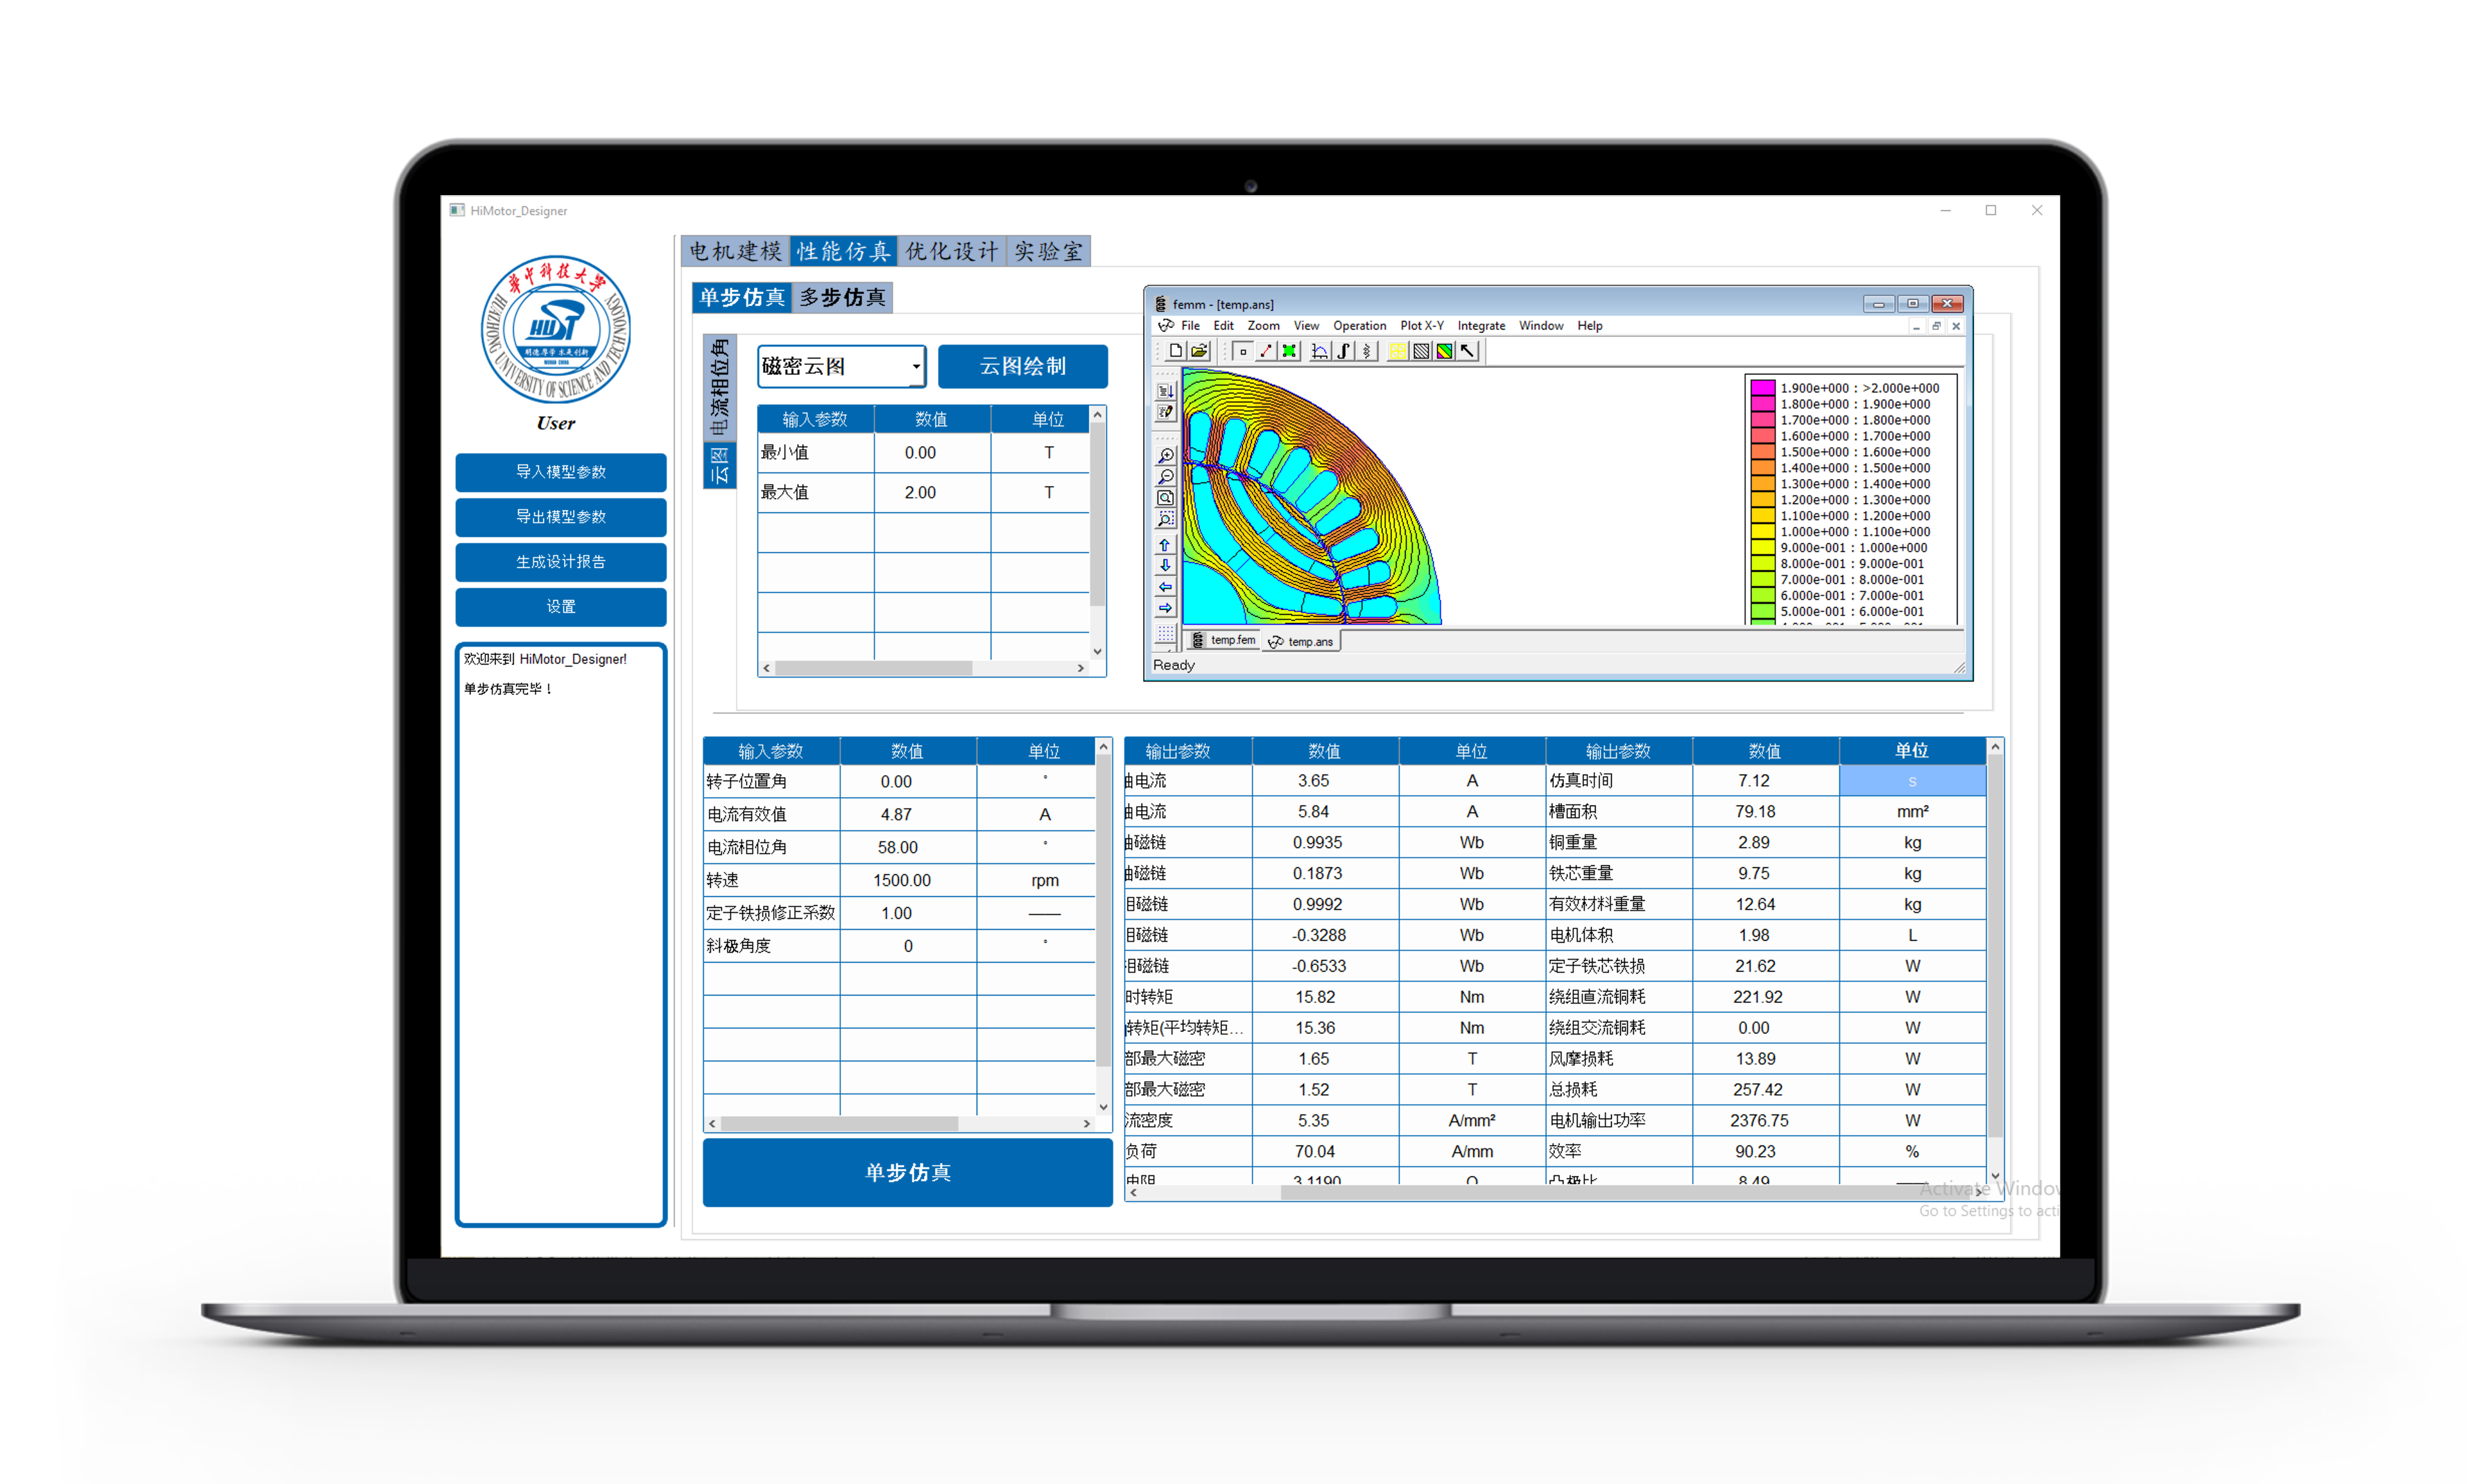 HiMotor_Designer
华中科技大学
HUST
HUAZHONG UNIVERSITY OF SCIENCE AND TECHNOLOGY
User
导入模型参数
导出模型参数
生成设计报告
设置
欢迎来到 HiMotor_Designer!
单步仿真完毕！
电机建模 性能仿真 优化设计 实验室
单步仿真 多步仿真
电流相位角
云图
磁密云图 云图绘制
输入参数 数值 单位
最小值 0.00 T
最大值 2.00 T
femm - [temp.ans]
File Edit Zoom View Operation Plot X-Y Integrate Window Help
1.900e+000 : >2.000e+000
1.800e+000 : 1.900e+000
1.700e+000 : 1.800e+000
1.600e+000 : 1.700e+000
1.500e+000 : 1.600e+000
1.400e+000 : 1.500e+000
1.300e+000 : 1.400e+000
1.200e+000 : 1.300e+000
1.100e+000 : 1.200e+000
1.000e+000 : 1.100e+000
9.000e-001 : 1.000e+000
8.000e-001 : 9.000e-001
7.000e-001 : 8.000e-001
6.000e-001 : 7.000e-001
5.000e-001 : 6.000e-001
temp.fem temp.ans
Ready
输入参数 数值 单位
转子位置角 0.00 °
电流有效值 4.87 A
电流相位角 58.00 °
转速 1500.00 rpm
定子铁损修正系数 1.00 ——
斜极角度 0 °
单步仿真
输出参数 数值 单位 输出参数 数值 单位
电流 3.65 A 仿真时间 7.12 s
电流 5.84 A 槽面积 79.18 mm²
磁链 0.9935 Wb 铜重量 2.89 kg
磁链 0.1873 Wb 铁芯重量 9.75 kg
磁链 0.9992 Wb 有效材料重量 12.64 kg
磁链 -0.3288 Wb 电机体积 1.98 L
磁链 -0.6533 Wb 定子铁芯铁损 21.62 W
时转矩 15.82 Nm 绕组直流铜耗 221.92 W
转矩(平均转矩... 15.36 Nm 绕组交流铜耗 0.00 W
部最大磁密 1.65 T 风摩损耗 13.89 W
部最大磁密 1.52 T 总损耗 257.42 W
流密度 5.35 A/mm² 电机输出功率 2376.75 W
负荷 70.04 A/mm 效率 90.23 %
电阻 3.1190 Ω 凸极比 8.49 ——
Activate Window
Go to Settings to acti